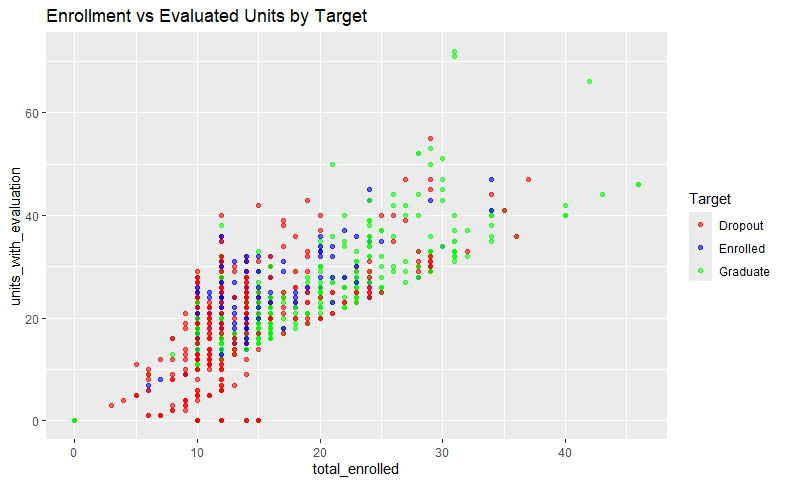 Enrollment vs Evaluated Units by Target
units_with_evaluation
60
40
20
0
0 10 20 30 40
total_enrolled
Target
Dropout
Enrolled
Graduate